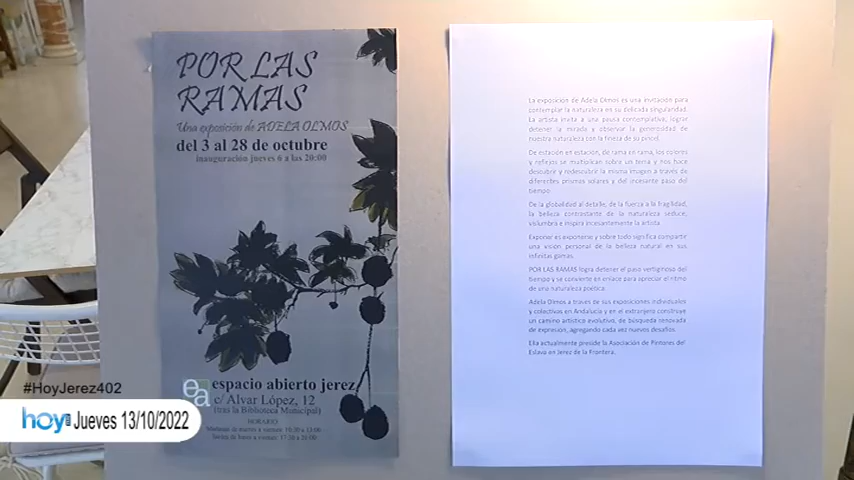 POR LAS
RAMAS
Una exposición de ADELA OLMOS
del 3 al 28 de octubre
Inauguración jueves 6 a las 20:00
ea
espacio abierto jerez
c/ Alvar López, 12
(tras la Biblioteca Municipal)
HORARIO
La exposición de Adela Olmos es una invitación para
contemplar la naturaleza en su delicada singularidad.
La artista invita a una pausa contemplativa, lograr
detener la mirada y observar la generosidad de
nuestra naturaleza con la fineza de su pincel.
De estación en estación, de rama en rama, los colores
y reflejos se multiplican sobre un tema y nos hace
descubrir y redescubrir la misma imagen a través de
diferentes prismas solares y del incesante paso del
tiempo.
De la globalidad al detalle, de la fuerza a la fragilidad,
la belleza contrastante de la naturaleza seduce,
vislumbra e inspira incesantemente la artista.
Exponer es exponerse y sobre todo significa compartir
una visión personal de la belleza natural en sus
infinitas gamas.
POR LAS RAMAS logra detener el paso vertiginoso del
tiempo y se convierte en enlace para apreciar el ritmo
de una naturaleza poética.
Adela Olmos a través de sus exposiciones individuales
y colectivas en Andalucía y en el extranjero construye
un camino artístico evolutivo, de búsqueda renovada
de expresión, agregando cada vez nuevos desafíos.
Ella actualmente preside la Asociación de Pintores del
Eslava en Jerez de la Frontera.
#HoyJerez402
hoy Jueves 13/10/2022